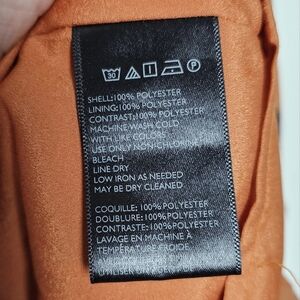 30
P
SHELL:100% POLYESTER
LINING:100% POLYESTER
CONTRAST:100% POLYESTER
MACHINE WASH COLD
WITH LIKE COLORS
USE ONLY NON-CHLORINE
BLEACH
LINE DRY
LOW IRON AS NEEDED
MAY BE DRY CLEANED
COQUILLE: 100% POLYESTER
DOUBLURE: 100% POLYESTER
CONTRASTE: 100%POLYESTER
LAVAGE EN MACHINE À
TEMPÉRATURE FROIDE